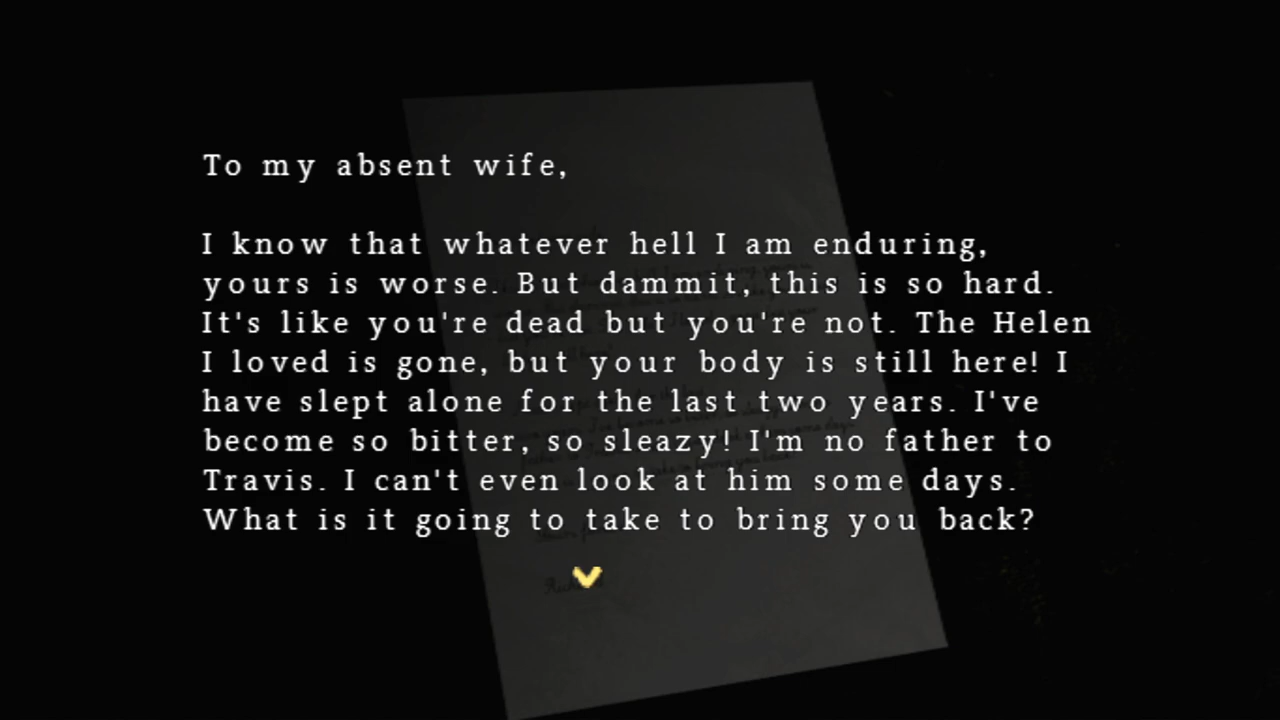 To my absent wife,
I know that whatever hell I am enduring,
yours is worse. But dammit, this is so hard.
It's like you're dead but you're not. The Helen
I loved is gone, but your body is still here! I
have slept alone for the last two years. I've
become so bitter, so sleazy! I'm no father to
Travis. I can't even look at him some days.
What is it going to take to bring you back?